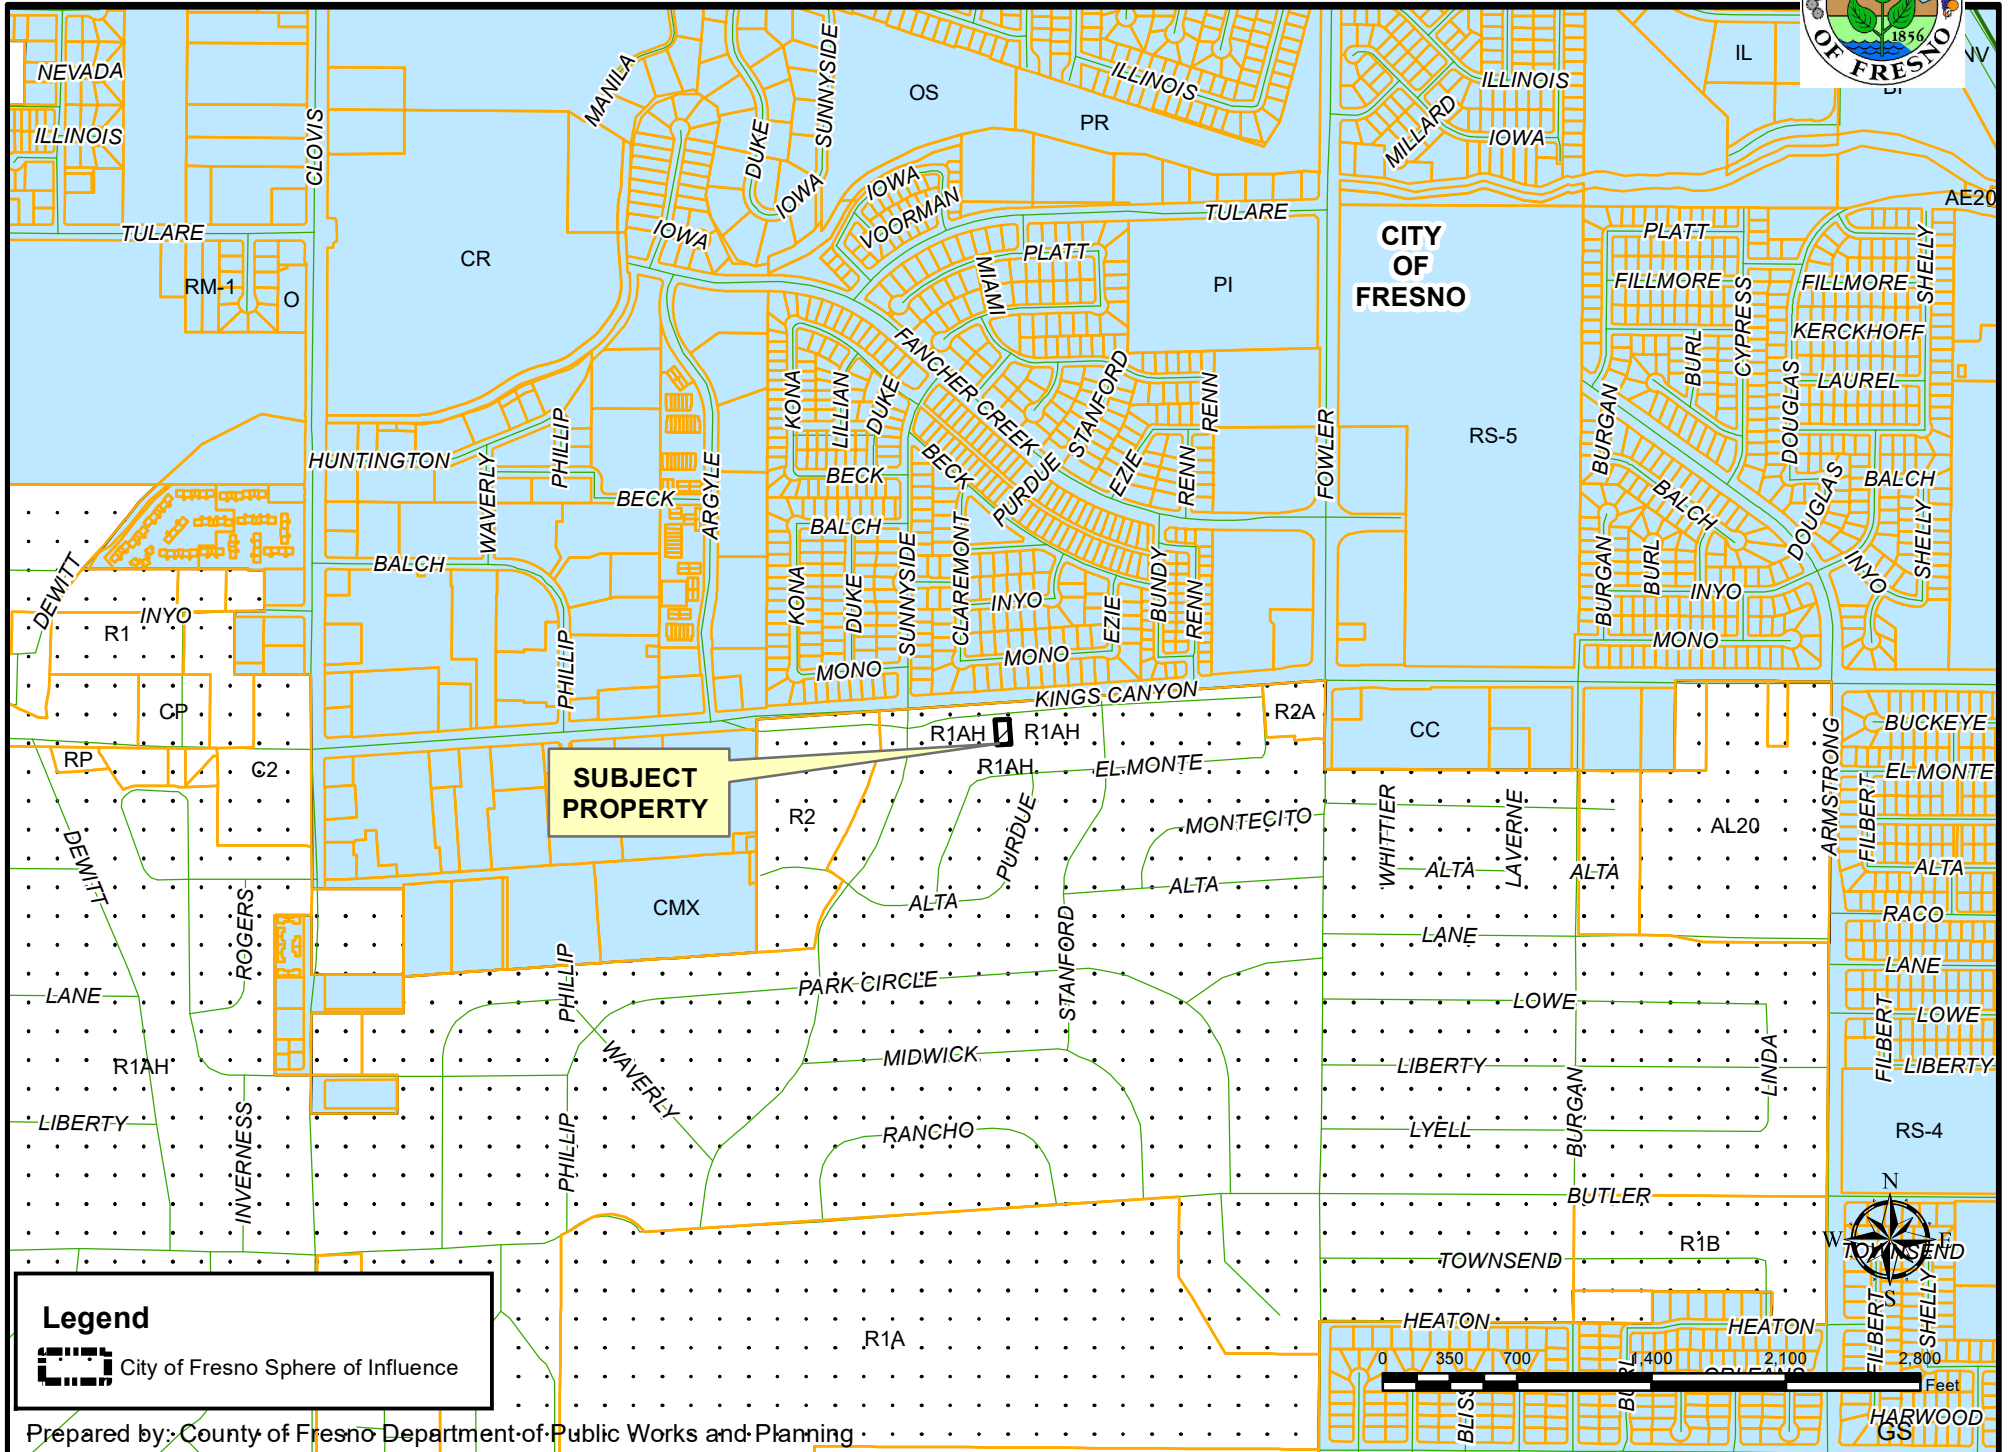 1856
OF FRESNO
NEVADA
ILLINOIS
CLOVIS
MANILA
DUKE
SUNNYSIDE
OS
PR
ILLINOIS
ILLINOIS
MILLARD
IOWA
IL
NV
TULARE
RM-1
O
CR
IOWA
IOWA
IOWA
VOORMAN
TULARE
PLATT
MIAMI
PI
CITY
OF
FRESNO
AE20
PLATT
FILLMORE
CYPRESS
FILLMORE
SHELLY
KERCKHOFF
BURL
LAUREL
DOUGLAS
FANCHER CREEK
KONA
LILLIAN
DUKE
STANFORD
RENN
FOWLER
RS-5
BURGAN
HUNTINGTON
WAVERLY
PHILLIP
BECK
ARGYLE
BECK
BECK
PURDUE
EZIE
RENN
BALCH
DOUGLAS
BALCH
SHELLY
DEWITT
BALCH
BALCH
KONA
DUKE
SUNNYSIDE
CLAREMONT
INYO
EZIE
BUNDY
RENN
BURGAN
BURL
INYO
INYO
INYO
R1
PHILLIP
MONO
MONO
MONO
KINGS CANYON
CP
R1AH
R1AH
R1AH
R2A
CC
ARMSTRONG
BUCKEYE
RP
C2
SUBJECT
PROPERTY
EL MONTE
EL MONTE
FILBERT
R2
PURDUE
MONTECITO
WHITTIER
LAVERNE
AL20
DEWITT
ALTA
ALTA
ALTA
ALTA
ALTA
ROGERS
CMX
STANFORD
LANE
RACO
LANE
LANE
PHILLIP
PARK CIRCLE
LOWE
LOWE
FILBERT
R1AH
WAVERLY
MIDWICK
LIBERTY
LINDA
LIBERTY
LIBERTY
INVERNESS
PHILLIP
RANCHO
LYELL
BURGAN
RS-4
BUTLER
N
W
E
S
TOWNSEND
R1B
TOWNSEND
SHELLY
FILBERT
R1A
HEATON
HEATON
Legend
City of Fresno Sphere of Influence
0 350 700 1,400 2,100 2,800
Feet
HARWOOD
GS
Prepared by: County of Fresno Department of Public Works and Planning